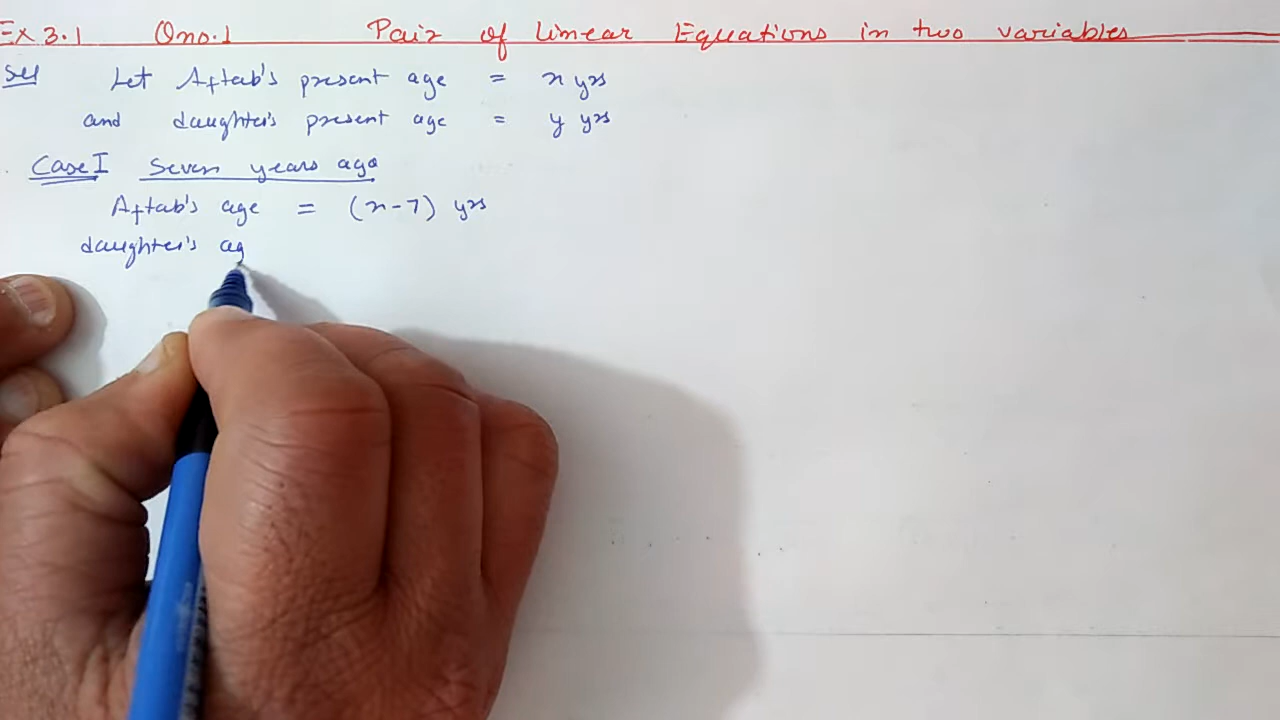 Ex 3.1 Qno.1 Pair of Linear Equations in two variables
Sol Let Aftab's present age = x yrs
and daughter's present age = y yrs
Case I Seven years ago
Aftab's age = (x-7) yrs
daughter's ag